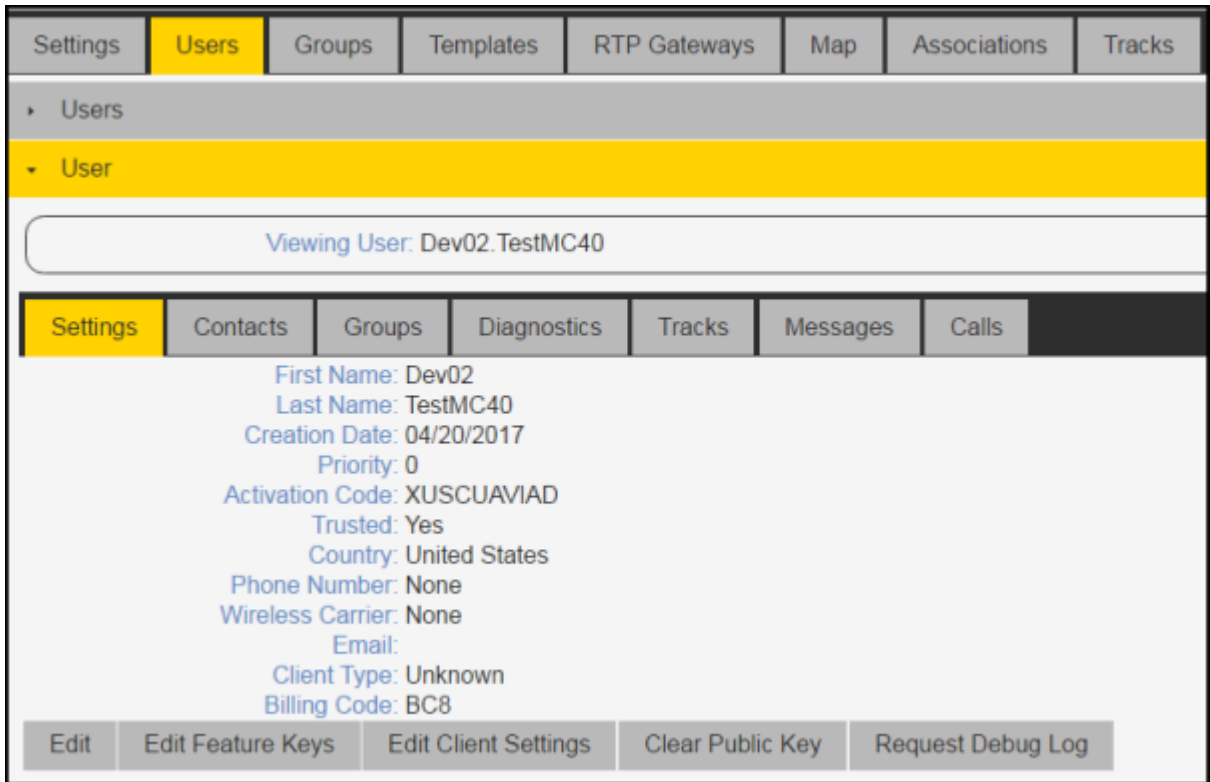 Settings Users Groups Templates RTP Gateways Map Associations Tracks
Users
User
Viewing User: Dev02.TestMC40
Settings Contacts Groups Diagnostics Tracks Messages Calls
First Name: Dev02
Last Name: TestMC40
Creation Date: 04/20/2017
Priority: 0
Activation Code: XUSCUAVIAD
Trusted: Yes
Country: United States
Phone Number: None
Wireless Carrier: None
Email:
Client Type: Unknown
Billing Code: BC8
Edit Edit Feature Keys Edit Client Settings Clear Public Key Request Debug Log